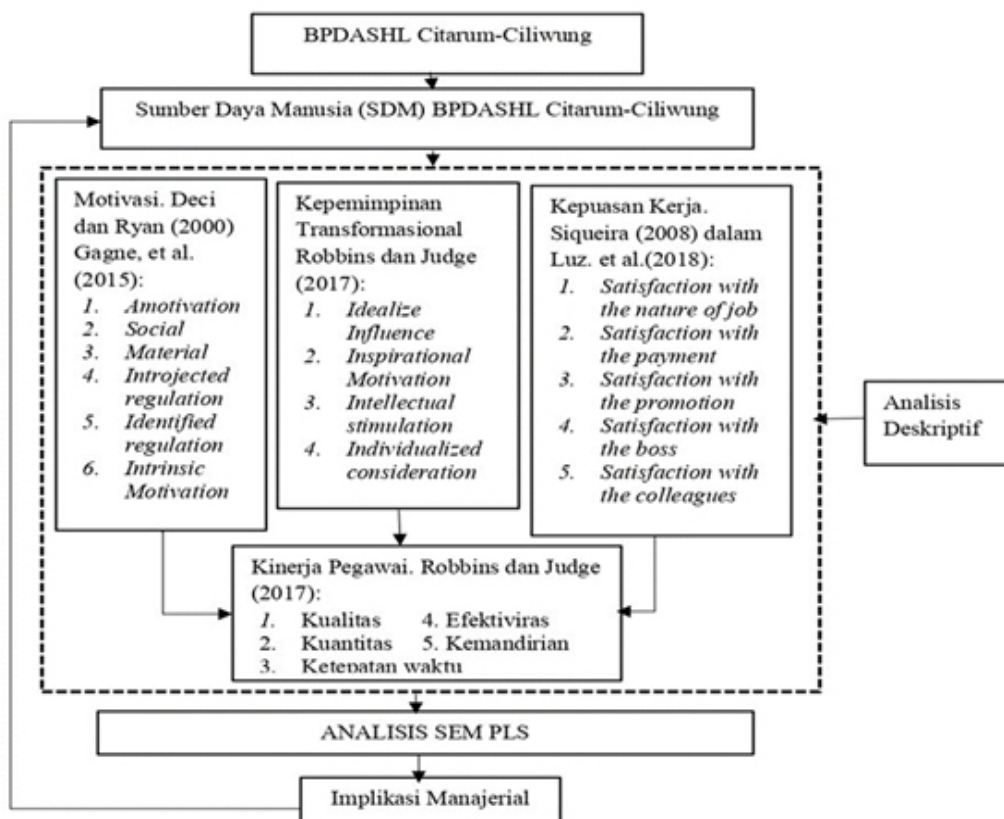 BPDASHL Citarum-Ciliwung
Sumber Daya Manusia (SDM) BPDASHL Citarum-Ciliwung
Motivasi. Deci
dan Ryan (2000)
Gagne, et al.
(2015):
1. Amotivation
2. Social
3. Material
4. Introjected
regulation
5. Identified
regulation
6. Intrinsic
Motivation
Kepemimpinan
Transformasional
Robbins dan Judge
(2017):
1. Idealize
Influence
2. Inspirational
Motivation
3. Intellectual
stimulation
4. Individualized
consideration
Kepuasan Kerja.
Siqueira (2008) dalam
Luz. et al.(2018):
1. Satisfaction with
the nature of job
2. Satisfaction with
the payment
3. Satisfaction with
the promotion
4. Satisfaction with
the boss
5. Satisfaction with
the colleagues
Analisis
Deskriptif
Kinerja Pegawai. Robbins dan Judge
(2017):
1. Kualitas 4. Efektiviras
2. Kuantitas 5. Kemandirian
3. Ketepatan waktu
ANALISIS SEM PLS
Implikasi Manajerial